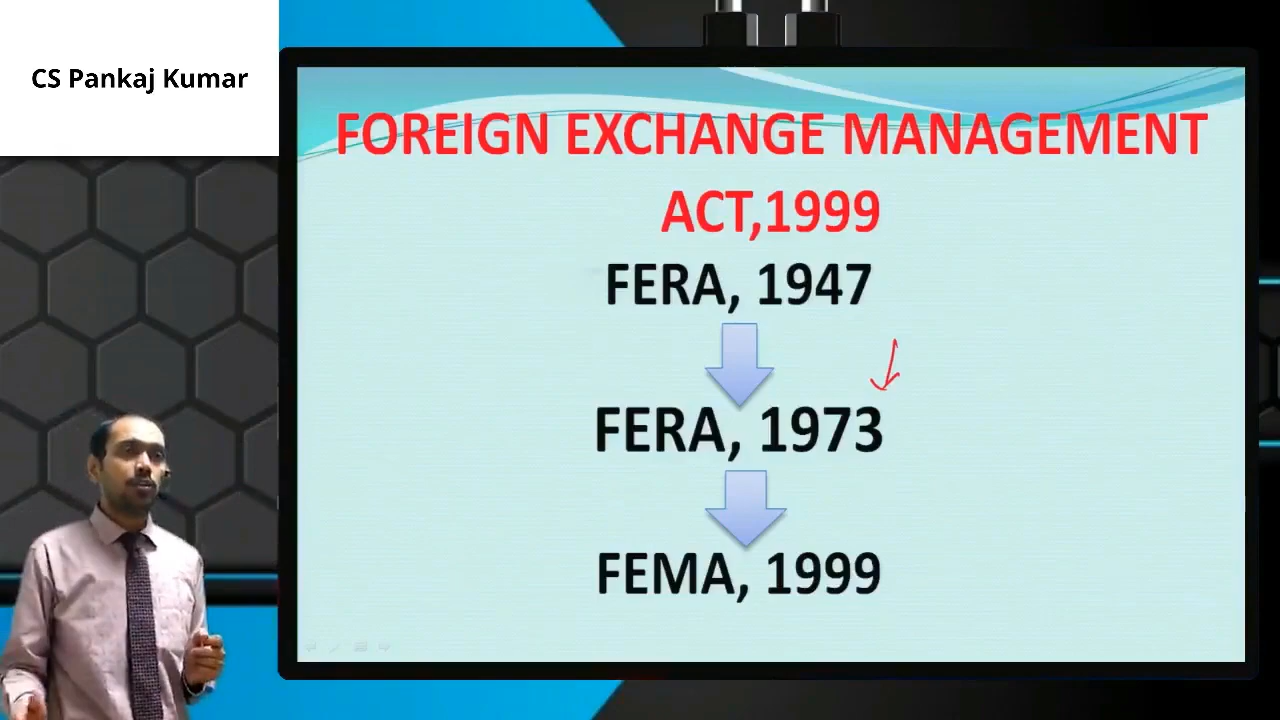 CS Pankaj Kumar
FOREIGN EXCHANGE MANAGEMENT
ACT,1999
FERA, 1947
FERA, 1973
FEMA, 1999